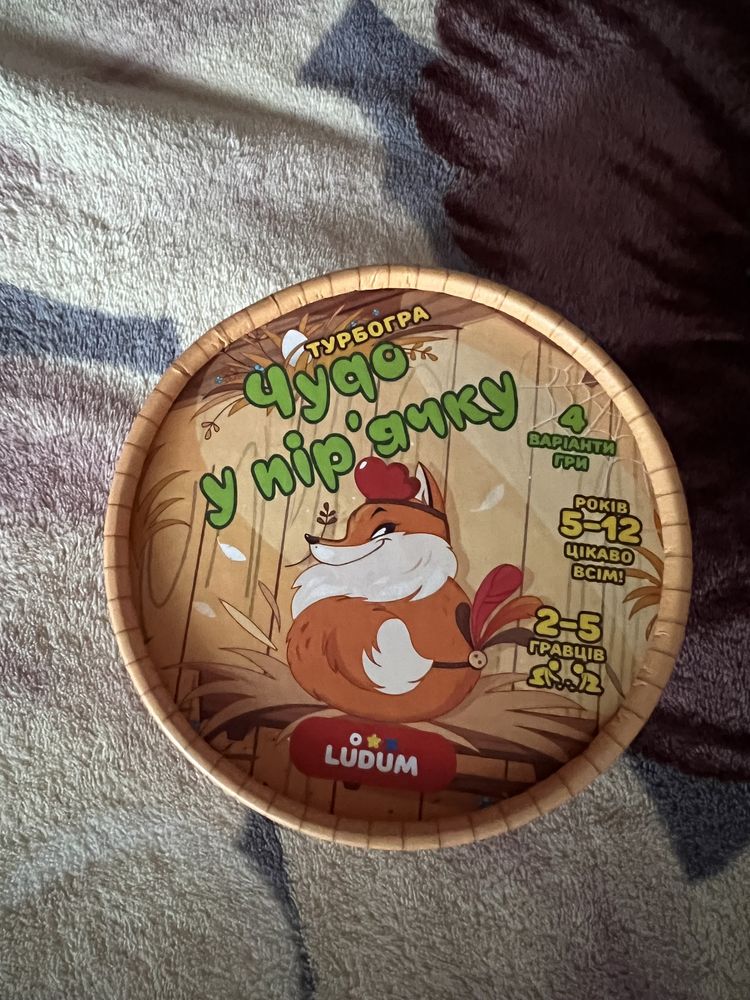 ТУРБОГРА
Чудо
у пір'ячку
4
ВАРІАНТИ
ГРИ
РОКІВ
5–12
ЦІКАВО
ВСІМ!
2–5
ГРАВЦІВ
LUDUM